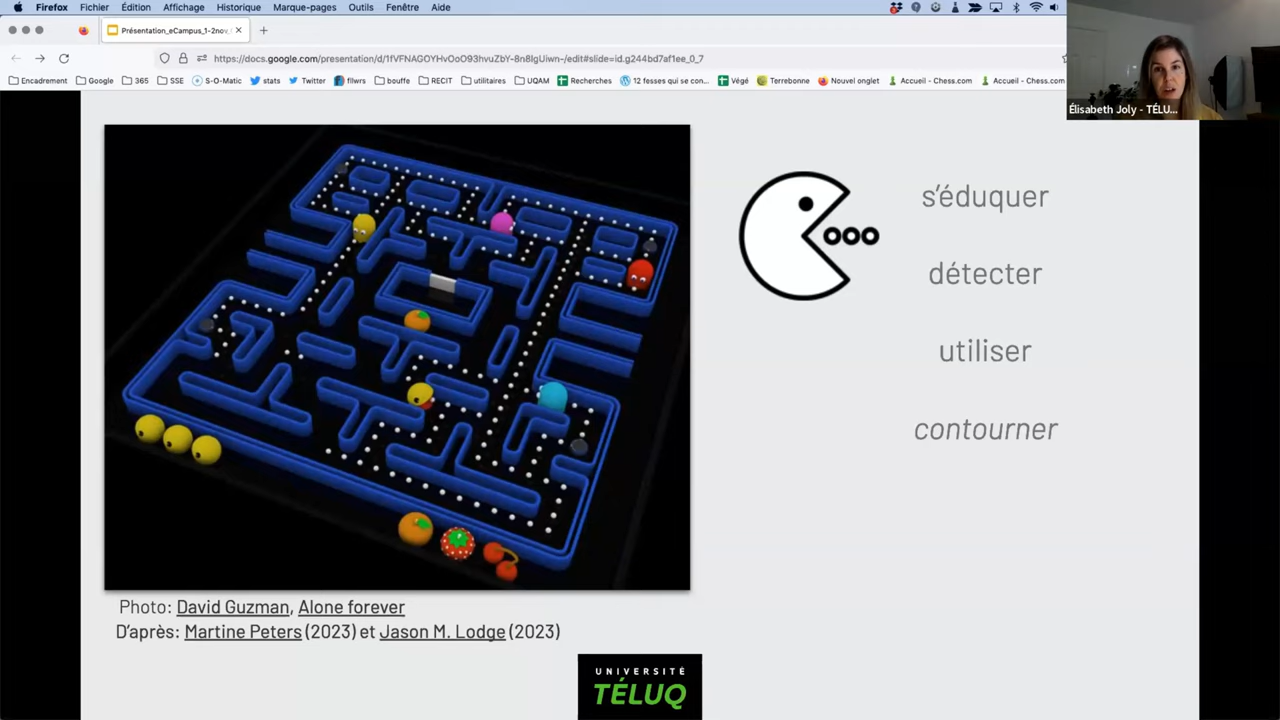 Firefox Fichier Édition Affichage Historique Marque-pages Outils Fenêtre Aide
Présentation_eCampus_1-2nov_
https://docs.google.com/presentation/d/1fVFNAGOYHvOoO93hvuZbY-8n8IgUiwn-/edit#slide=id.g244bd7af1ee_0_7
Encadrement Google 365 SSE S-O-Matic stats Twitter fllwrs bouffe RECIT utilitaires UQAM Recherches 12 fesses qui se con... Végé Terrebonne Nouvel onglet Accueil - Chess.com Accueil - Chess.com
Élisabeth Joly - TÉLU...
s'éduquer
détecter
utiliser
contourner
Photo: David Guzman, Alone forever
D'après: Martine Peters (2023) et Jason M. Lodge (2023)
UNIVERSITÉ
TÉLUQ